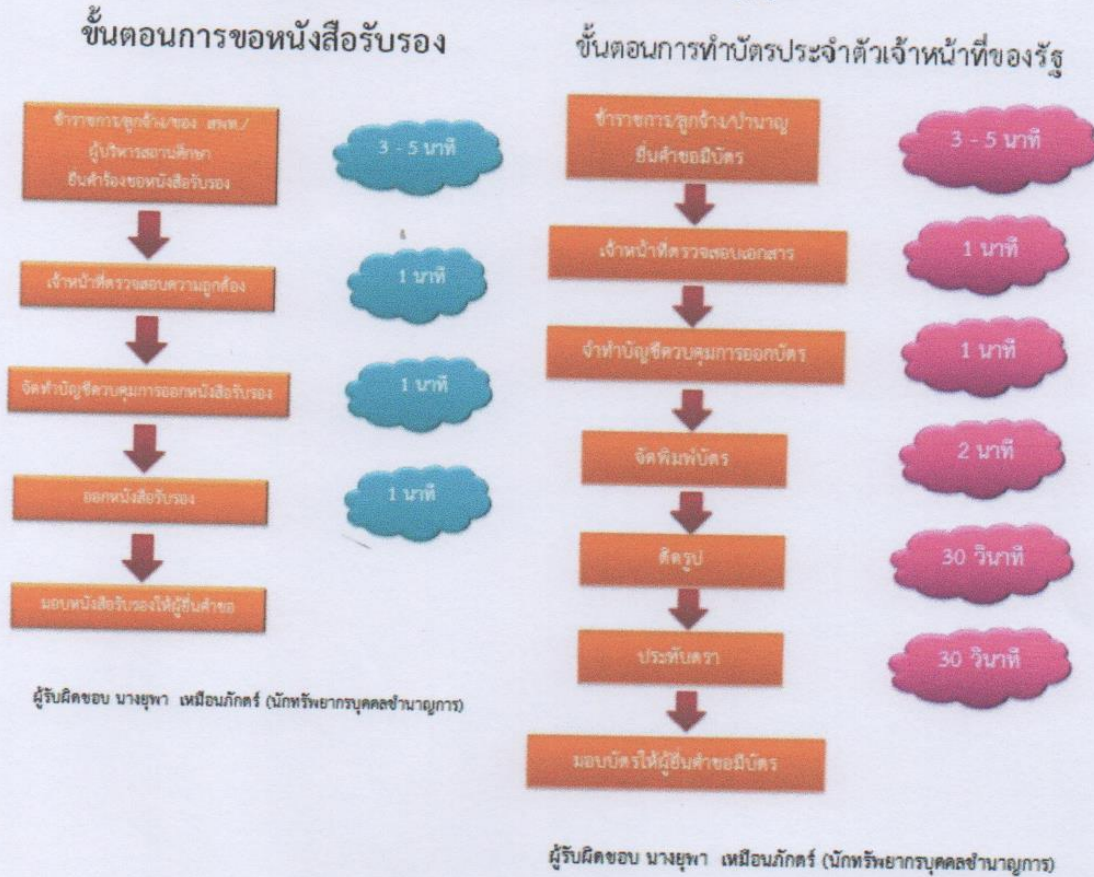 ขั้นตอนการขอหนังสือรับรอง
ข้าราชการ/ลูกจ้าง/ของ สพท./
ผู้บริหารสถานศึกษา
ยื่นคำร้องขอหนังสือรับรอง
3 - 5 นาที
เจ้าหน้าที่ตรวจสอบความถูกต้อง
1 นาที
จัดทำบัญชีควบคุมการออกหนังสือรับรอง
1 นาที
ออกหนังสือรับรอง
1 นาที
มอบหนังสือรับรองให้ผู้ยื่นคำขอ
ผู้รับผิดชอบ นางยุพา เหมือนภักตร์ (นักทรัพยากรบุคคลชำนาญการ)
ขั้นตอนการทำบัตรประจำตัวเจ้าหน้าที่ของรัฐ
ข้าราชการ/ลูกจ้าง/บำนาญ
ยื่นคำขอมีบัตร
3 - 5 นาที
เจ้าหน้าที่ตรวจสอบเอกสาร
1 นาที
จำทำบัญชีควบคุมการออกบัตร
1 นาที
จัดพิมพ์บัตร
2 นาที
ติดรูป
30 วินาที
ประทับตรา
30 วินาที
มอบบัตรให้ผู้ยื่นคำขอมีบัตร
ผู้รับผิดชอบ นางยุพา เหมือนภักตร์ (นักทรัพยากรบุคคลชำนาญการ)